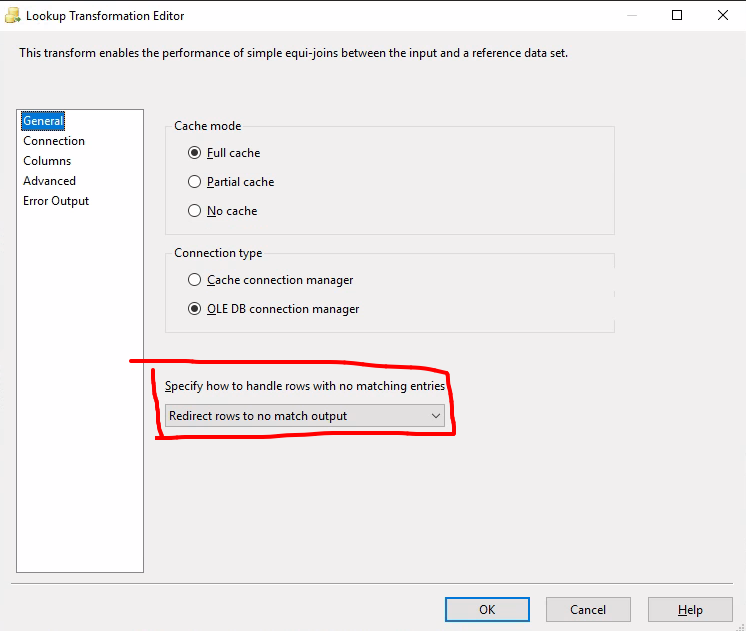 Lookup Transformation Editor
This transform enables the performance of simple equi-joins between the input and a reference data set.
General
Connection
Columns
Advanced
Error Output
Cache mode
Full cache
Partial cache
No cache
Connection type
Cache connection manager
OLE DB connection manager
Specify how to handle rows with no matching entries
Redirect rows to no match output
OK
Cancel
Help